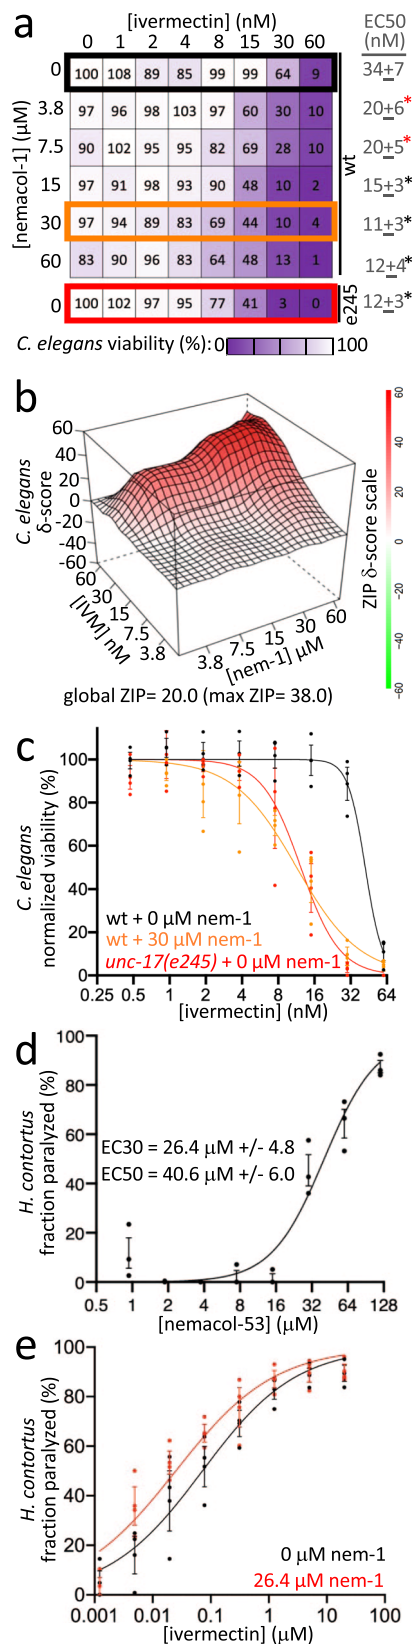 a
[ivermectin] (nM)
EC50
(nM)
0 1 2 4 8 15 30 60
[nemacol-1] (μM)
0 100 108 89 85 99 99 64 9 34±7
3.8 97 96 98 103 97 60 30 10 20±6*
7.5 90 102 95 95 82 69 28 10 20±5*
15 97 91 98 93 90 48 10 2 15±3*
30 97 94 89 83 69 44 10 4 11±3*
60 83 90 96 83 64 48 13 1 12±4*
wt
0 100 102 97 95 77 41 3 0 12±3*
e245
C. elegans viability (%): 0 100
b
C. elegans
δ-score
60
40
20
0
-20
-40
-60
60
30
15
7.5
3.8
[IVM] nM
3.8 7.5 15 30 60
[nem-1] μM
ZIP δ-score scale
60
40
20
0
-20
-40
-60
global ZIP= 20.0 (max ZIP= 38.0)
c
C. elegans
normalized viability (%)
100
80
60
40
20
0
wt + 0 μM nem-1
wt + 30 μM nem-1
unc-17(e245) + 0 μM nem-1
0.25 0.5 1 2 4 8 16 32 64
[ivermectin] (nM)
d
H. contortus
fraction paralyzed (%)
100
80
60
40
20
0
EC30 = 26.4 μM +/- 4.8
EC50 = 40.6 μM +/- 6.0
0.5 1 2 4 8 16 32 64 128
[nemacol-53] (μM)
e
H. contortus
fraction paralyzed (%)
100
80
60
40
20
0
0 μM nem-1
26.4 μM nem-1
0.001 0.01 0.1 1 10 100
[ivermectin] (μM)